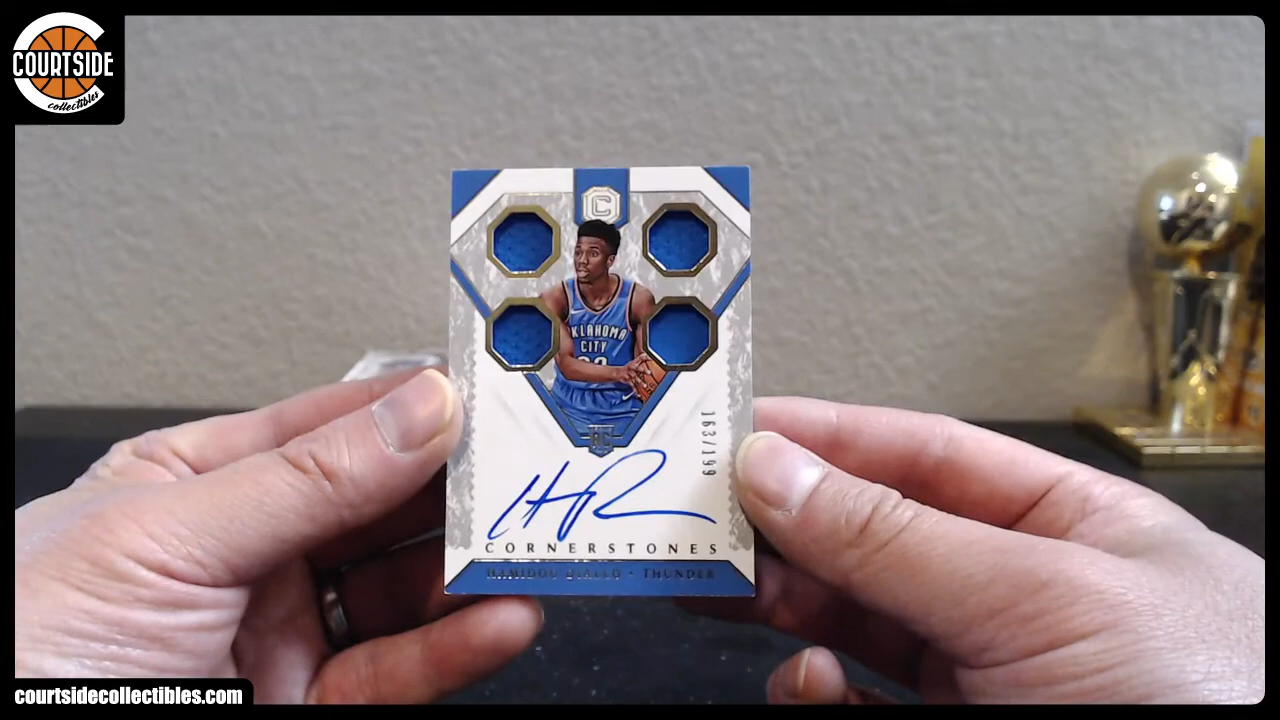 COURTSIDE
collectibles
C
OKLAHOMA
CITY
RC
163/199
CORNERSTONES
HAMIDOU DIALLO • THUNDER
courtsidecollectibles.com